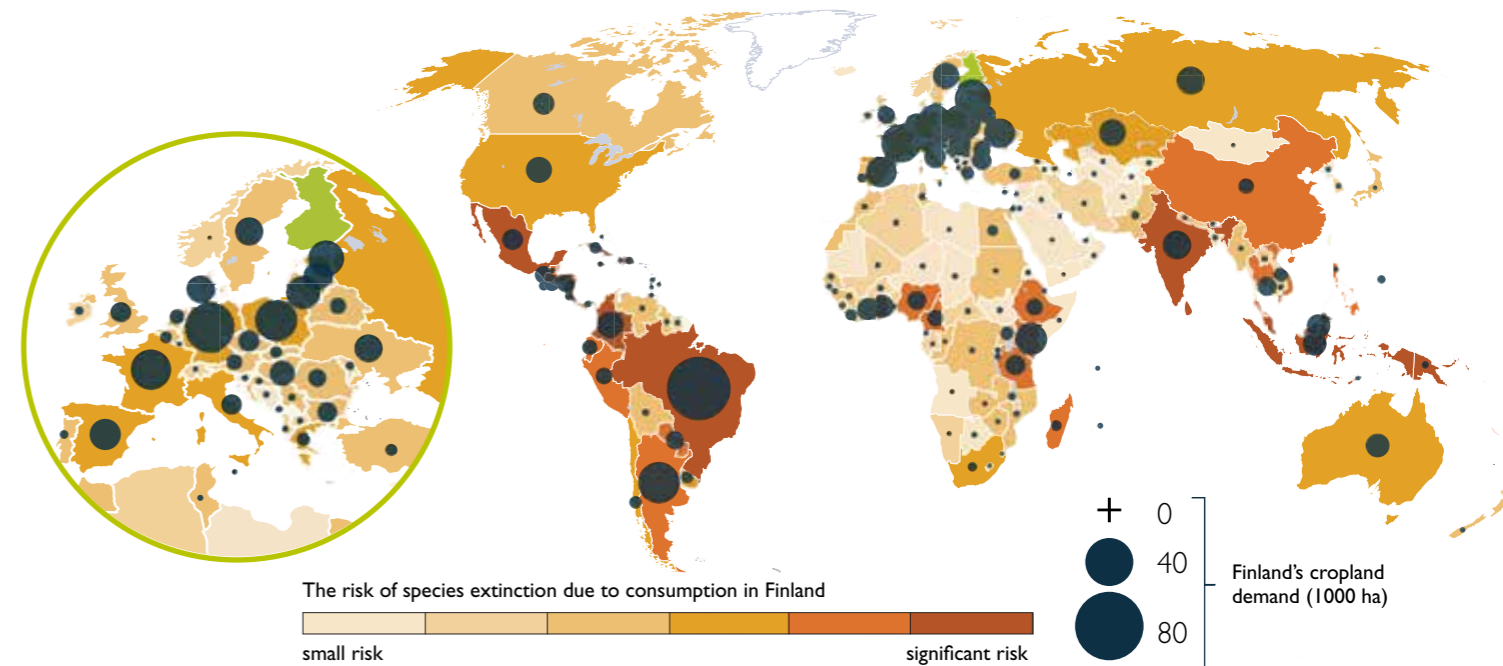 The risk of species extinction due to consumption in Finland
small risk
significant risk
0
40
80
Finland's cropland
demand (1000 ha)